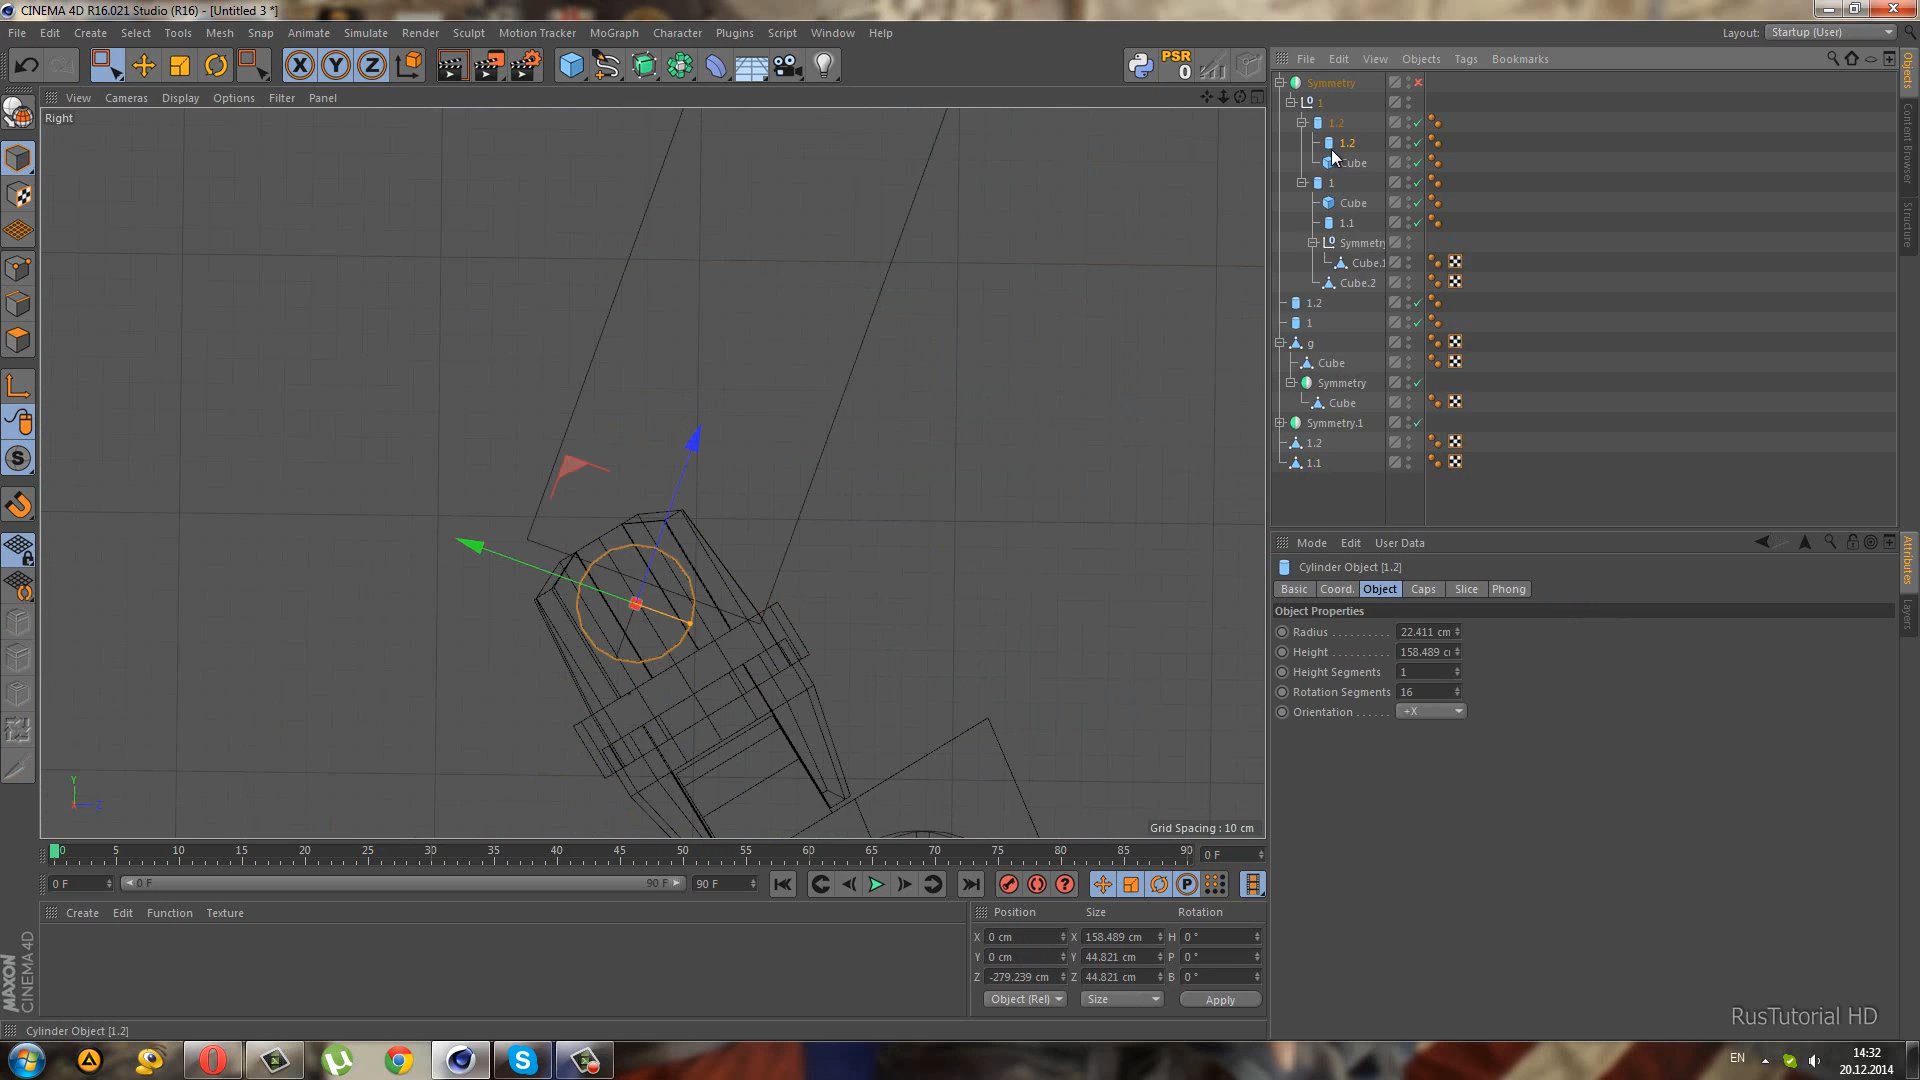 CINEMA 4D R16.021 Studio (R16) - [Untitled 3 *]
File Edit Create Select Tools Mesh Snap Animate Simulate Render Sculpt Motion Tracker MoGraph Character Plugins Script Window Help
Layout: Startup (User)
PSR
0
File Edit View Objects Tags Bookmarks
View Cameras Display Options Filter Panel
Right
Symmetry
1
1.2
1.2
Cube
1
Cube
1.1
Symmetry
Cube.1
Cube.2
1.2
1
g
Cube
Symmetry
Cube
Symmetry.1
1.2
1.1
Objects
Content Browser
Structure
Y
Z
Grid Spacing : 10 cm
Mode Edit User Data
Cylinder Object [1.2]
Basic Coord. Object Caps Slice Phong
Object Properties
Radius . . . . . . . . . . 22.411 cm
Height . . . . . . . . . . 158.489 c
Height Segments 1
Rotation Segments 16
Orientation . . . . . . +X
Attributes
Layers
0 5 10 15 20 25 30 35 40 45 50 55 60 65 70 75 80 85 90
0 F
0 F 0 F 90 F 90 F
Create Edit Function Texture
Position Size Rotation
X 0 cm X 158.489 cm H 0 °
Y 0 cm Y 44.821 cm P 0 °
Z -279.239 cm Z 44.821 cm B 0 °
Object (Rel) Size Apply
MAXON
CINEMA 4D
Cylinder Object [1.2]
RusTutorial HD
EN
14:32
20.12.2014